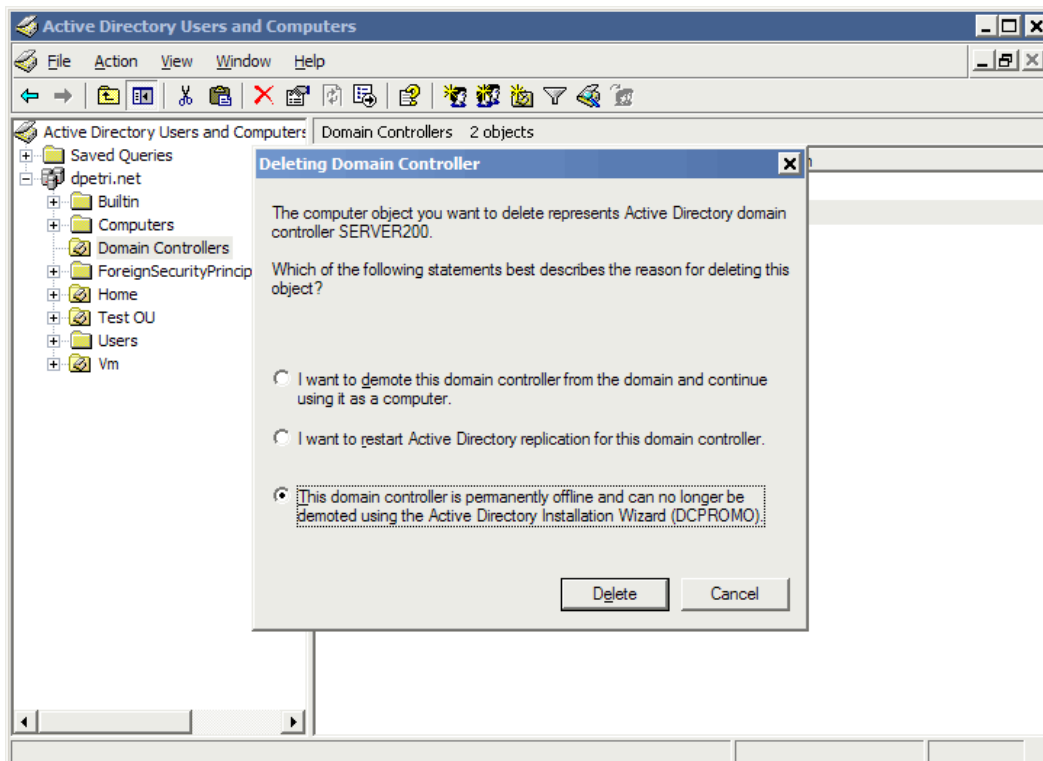 Active Directory Users and Computers
File Action View Window Help
Active Directory Users and Computers
Domain Controllers 2 objects
Saved Queries
dpetri.net
Builtin
Computers
Domain Controllers
ForeignSecurityPrincip
Home
Test OU
Users
Vm
Deleting Domain Controller
The computer object you want to delete represents Active Directory domain
controller SERVER200.
Which of the following statements best describes the reason for deleting this
object?
I want to demote this domain controller from the domain and continue
using it as a computer.
I want to restart Active Directory replication for this domain controller.
This domain controller is permanently offline and can no longer be
demoted using the Active Directory Installation Wizard (DCPROMO).
Delete Cancel